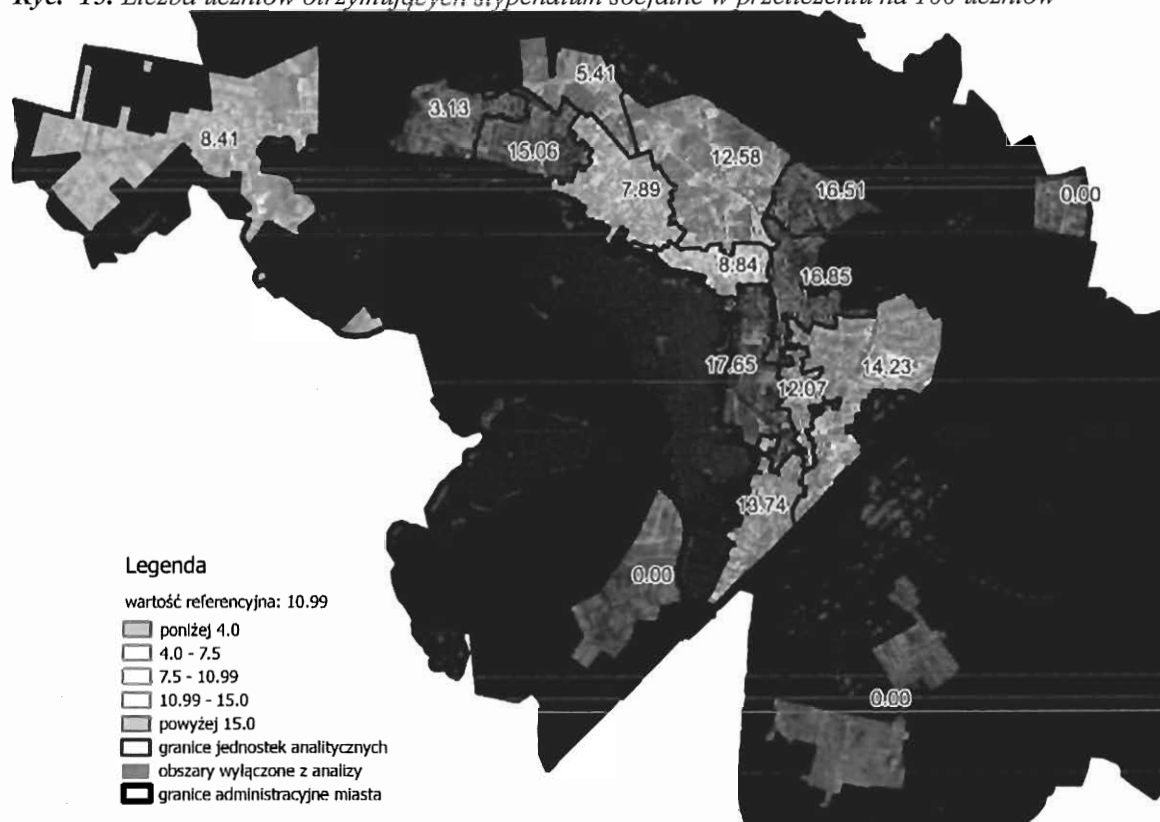 Ryc. 15. Liczba uczniów otrzymujących stypendium socjalne w przeliczeniu na 100 uczniów
5.41
3.13
8.41
15.06
12.58
7.89
16.51
0.00
8.84
16.85
17.65
14.23
12.07
13.74
0.00
0.00
Legenda
wartość referencyjna: 10.99
poniżej 4.0
4.0 - 7.5
7.5 - 10.99
10.99 - 15.0
powyżej 15.0
granice jednostek analitycznych
obszary wyłączone z analizy
granice administracyjne miasta